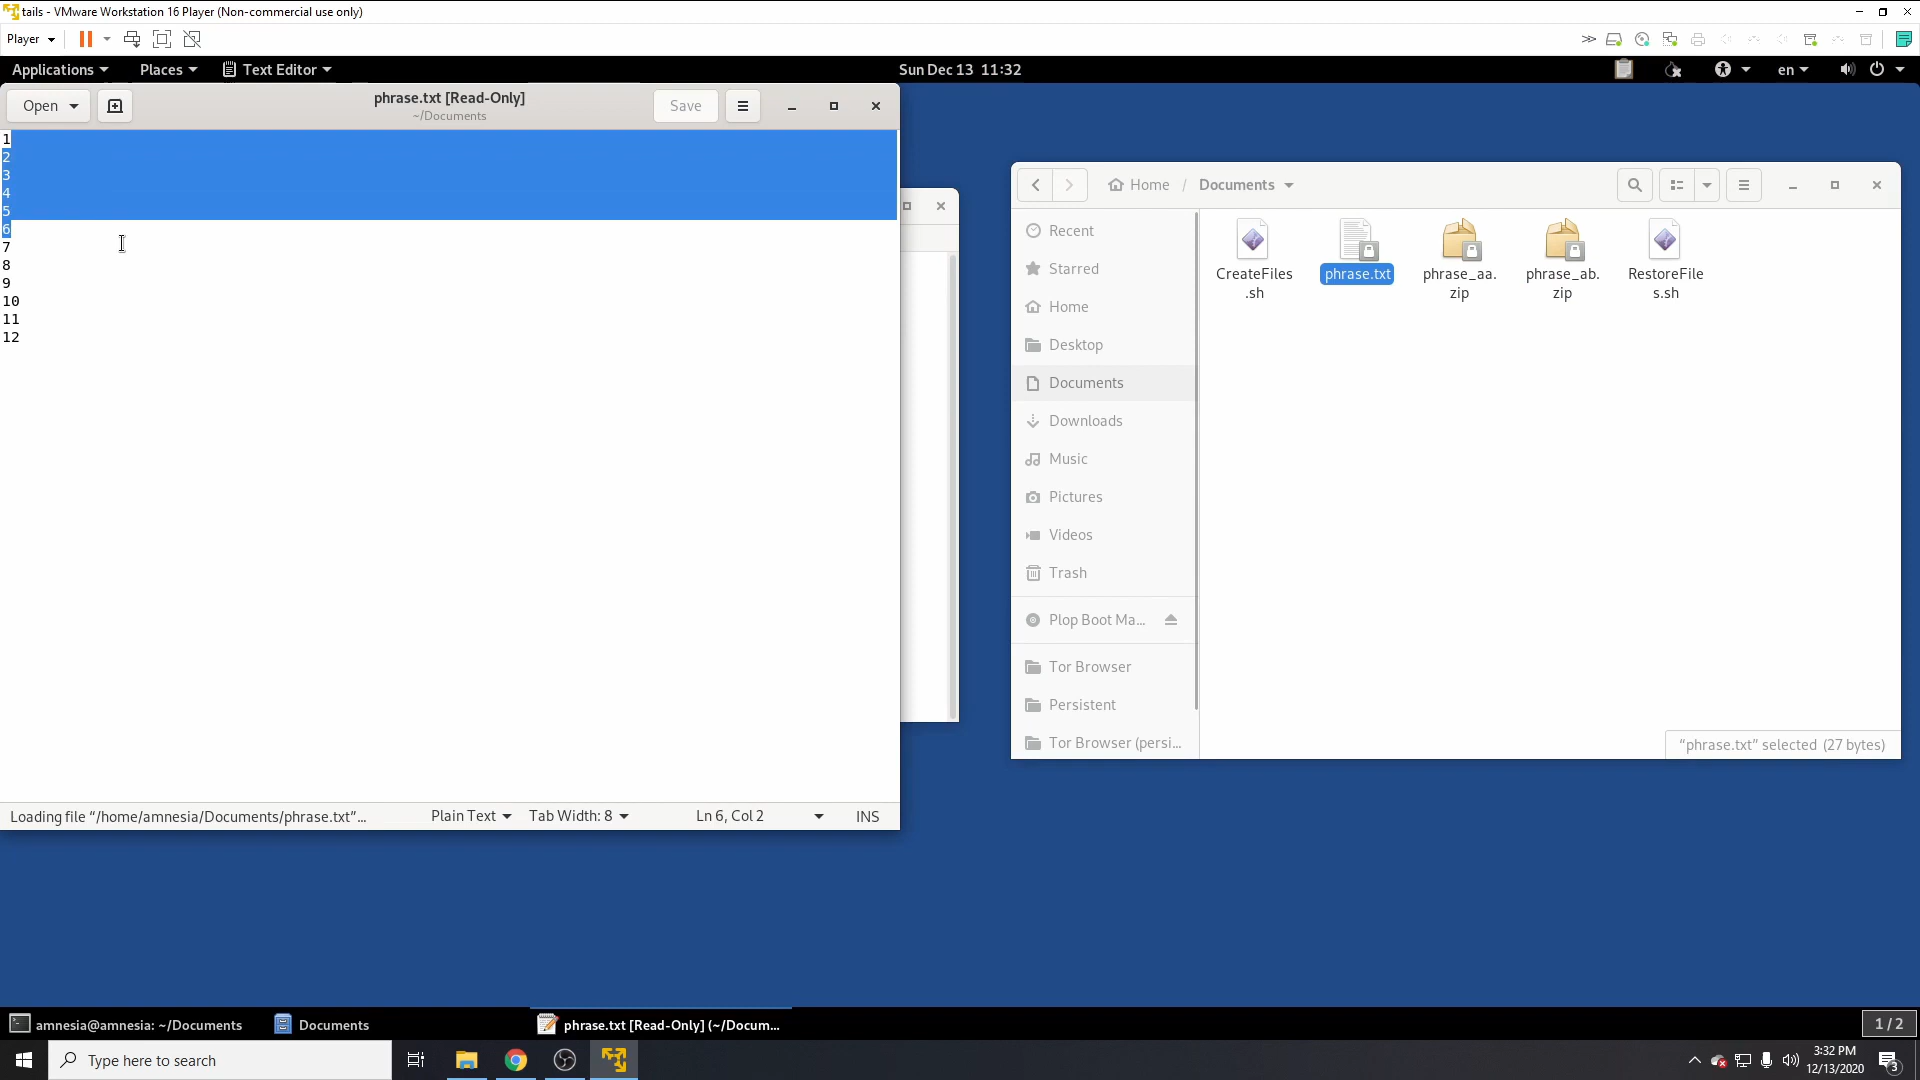 tails - VMware Workstation 16 Player (Non-commercial use only)
Player
Applications Places Text Editor Sun Dec 13 11:32 en
Open phrase.txt [Read-Only] Save
~/Documents
1
2
3
4
5
6
7
8
9
10
11
12
Loading file “/home/amnesia/Documents/phrase.txt”... Plain Text Tab Width: 8 Ln 6, Col 2 INS
Home / Documents
Recent
Starred
Home
Desktop
Documents
Downloads
Music
Pictures
Videos
Trash
Plop Boot Ma...
Tor Browser
Persistent
Tor Browser (persi...
CreateFiles phrase.txt phrase_aa. phrase_ab. RestoreFile
.sh zip zip s.sh
“phrase.txt” selected (27 bytes)
amnesia@amnesia: ~/Documents Documents phrase.txt [Read-Only] (~/Docum... 1 / 2
Type here to search
3:32 PM
12/13/2020
3